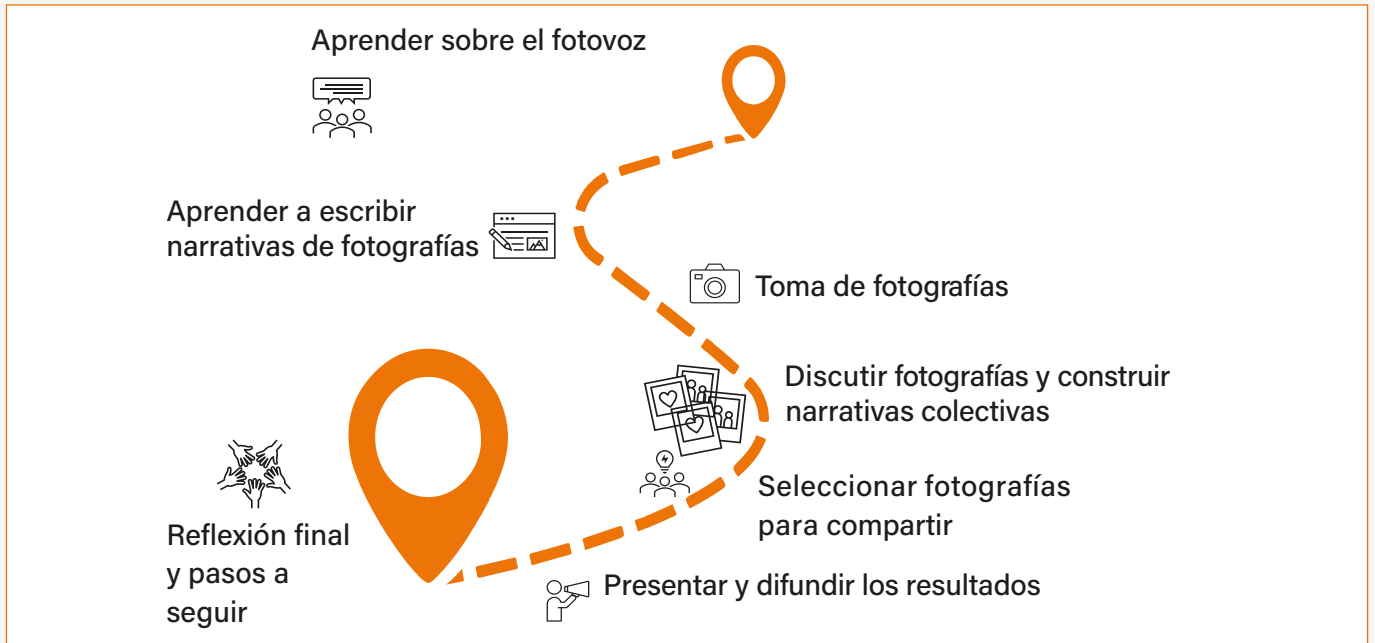 Aprender sobre el fotovoz
Aprender a escribir
narrativas de fotografías
Toma de fotografías
Discutir fotografías y construir
narrativas colectivas
Seleccionar fotografías
para compartir
Presentar y difundir los resultados
Reflexión final
y pasos a
seguir